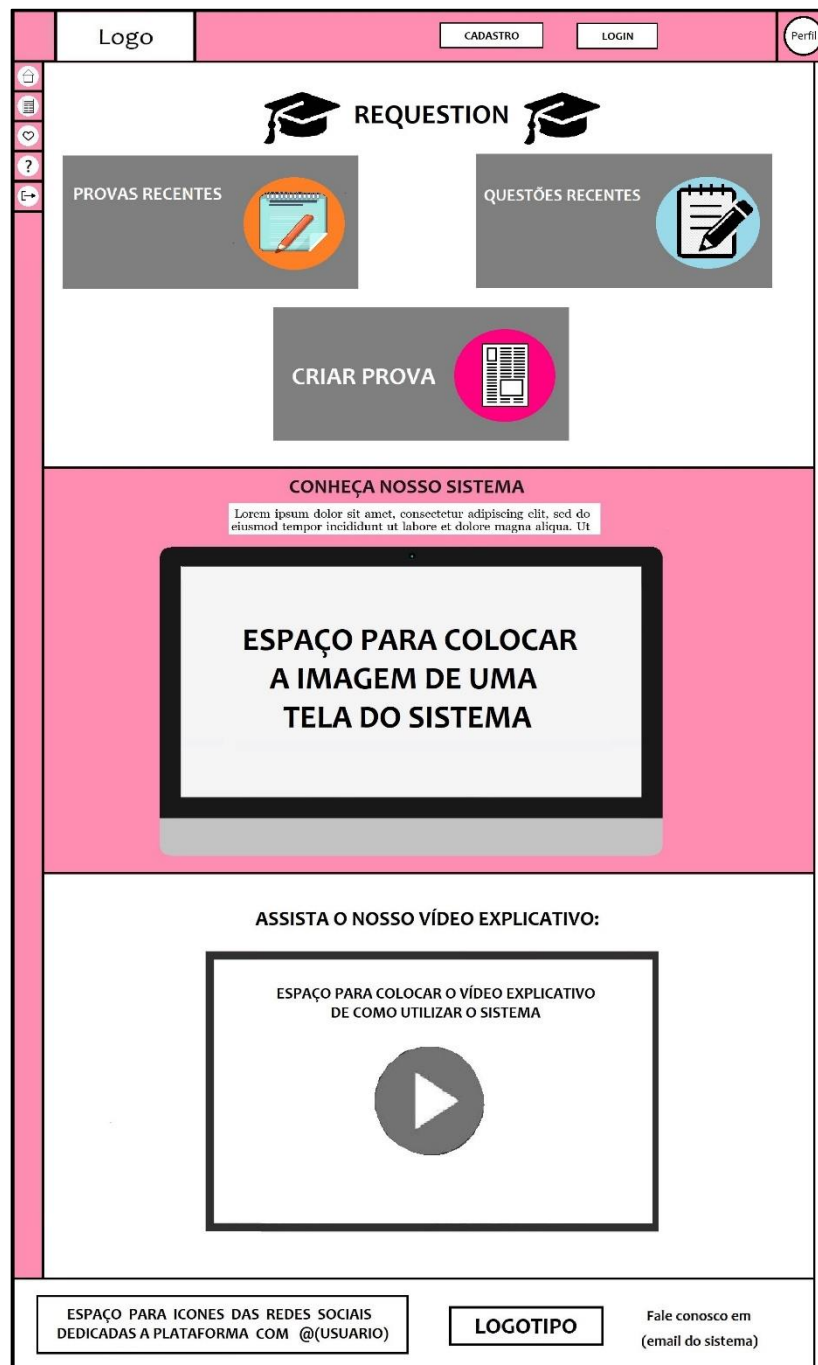 Logo
CADASTRO
LOGIN
Perfil
?
REQUESTION
PROVAS RECENTES
QUESTÕES RECENTES
CRIAR PROVA
CONHEÇA NOSSO SISTEMA
Lorem ipsum dolor sit amet, consectetur adipiscing elit, sed do
eiusmod tempor incididunt ut labore et dolore magna aliqua. Ut
ESPAÇO PARA COLOCAR
A IMAGEM DE UMA
TELA DO SISTEMA
ASSISTA O NOSSO VÍDEO EXPLICATIVO:
ESPAÇO PARA COLOCAR O VÍDEO EXPLICATIVO
DE COMO UTILIZAR O SISTEMA
ESPAÇO PARA ICONES DAS REDES SOCIAIS
DEDICADAS A PLATAFORMA COM @(USUARIO)
LOGOTIPO
Fale conosco em
(email do sistema)